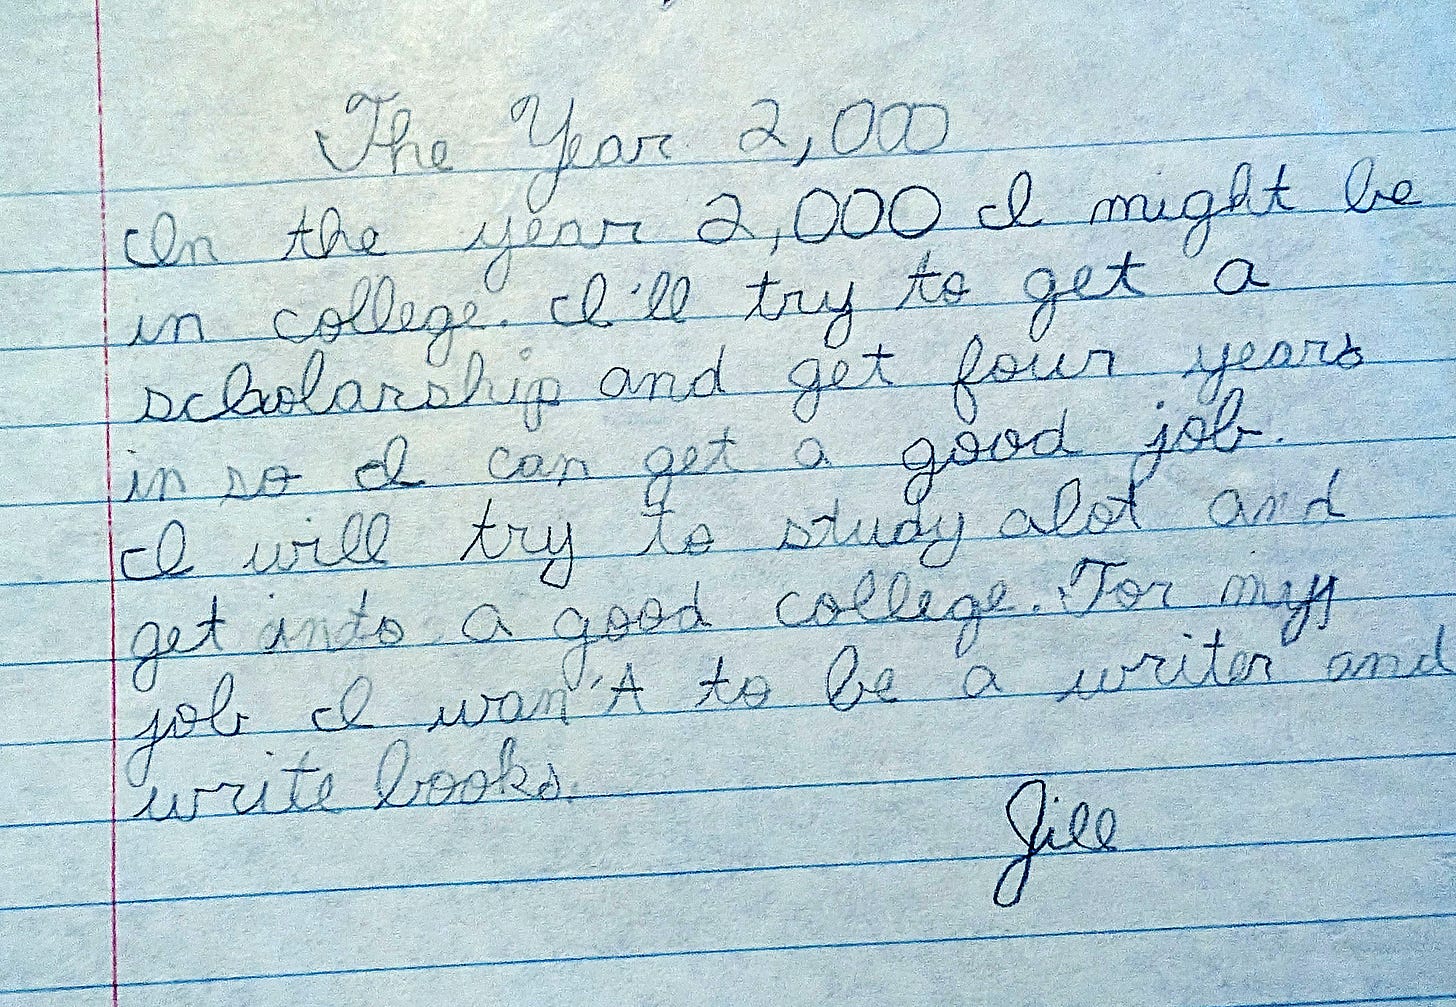 The Year 2,000
In the year 2,000 I might be
in college. I'll try to get a
scholarship and get four years
in so I can get a good job.
I will try to study alot and
get into a good college. For my
job I wan't to be a writer and
write books.
Jill